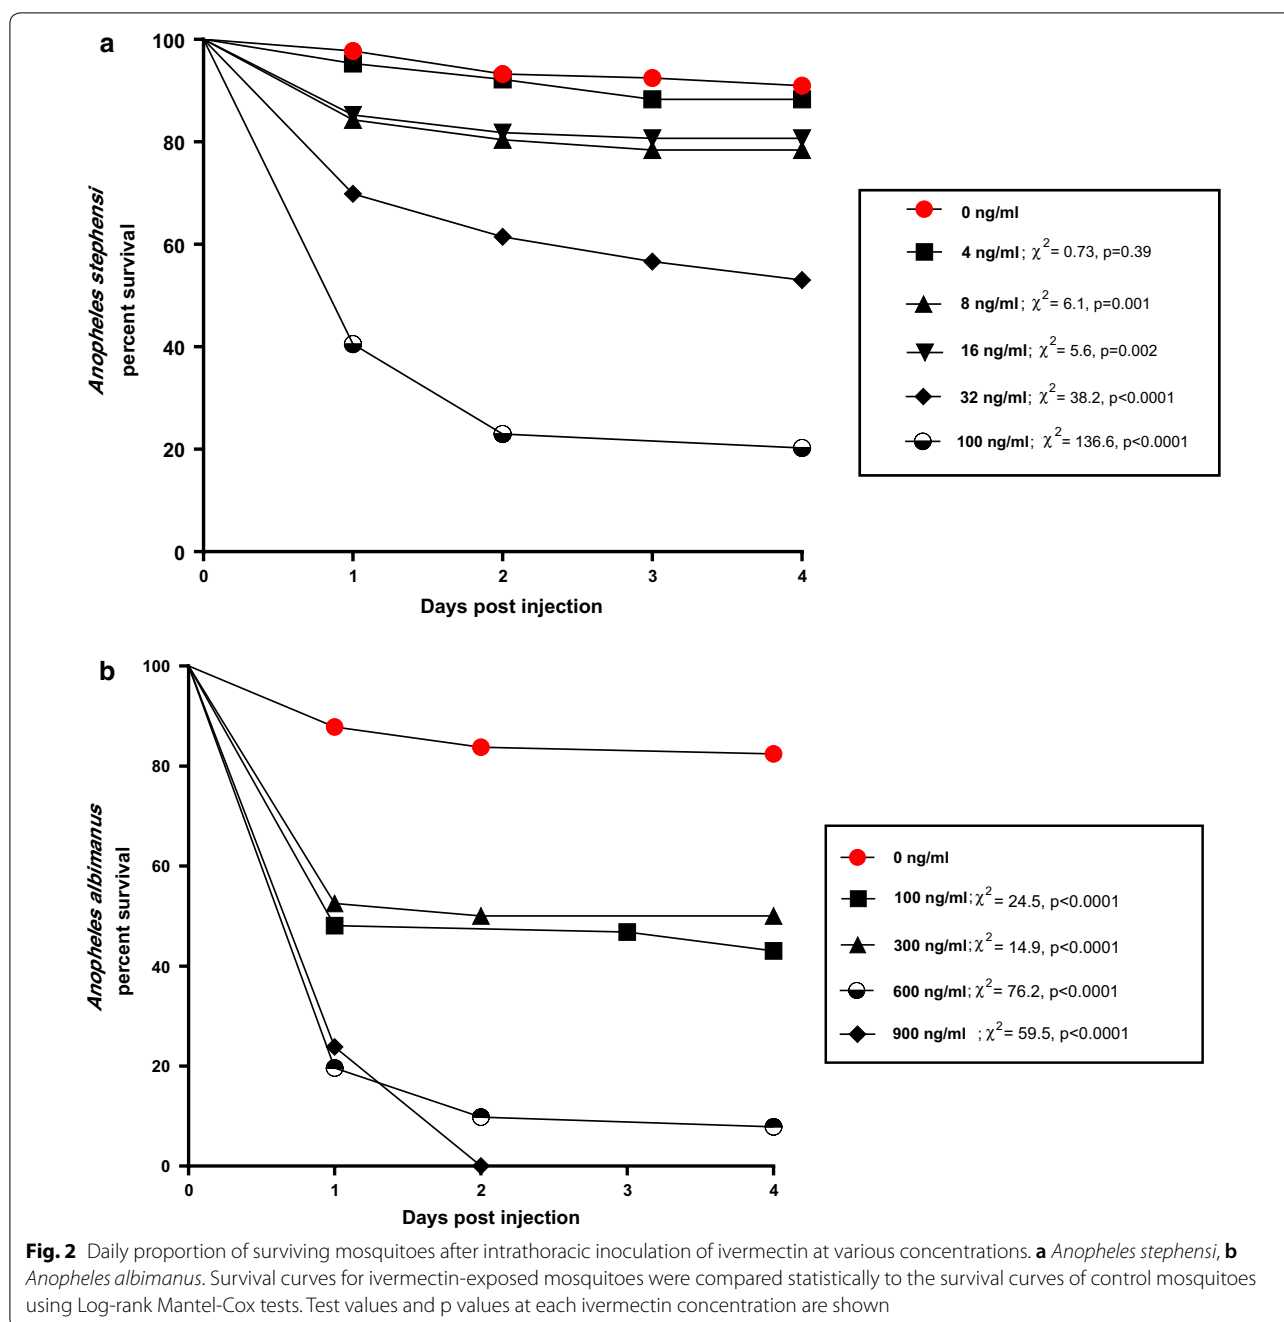 a
100
80
60
40
20
0
Anopheles stephensi
percent survival
0 1 2 3 4
Days post injection
0 ng/ml
4 ng/ml; χ2= 0.73, p=0.39
8 ng/ml; χ2= 6.1, p=0.001
16 ng/ml; χ2= 5.6, p=0.002
32 ng/ml; χ2= 38.2, p<0.0001
100 ng/ml; χ2= 136.6, p<0.0001
b
100
80
60
40
20
0
Anopheles albimanus
percent survival
0 1 2 3 4
Days post injection
0 ng/ml
100 ng/ml; χ2= 24.5, p<0.0001
300 ng/ml; χ2= 14.9, p<0.0001
600 ng/ml; χ2= 76.2, p<0.0001
900 ng/ml ; χ2= 59.5, p<0.0001
Fig. 2 Daily proportion of surviving mosquitoes after intrathoracic inoculation of ivermectin at various concentrations. a Anopheles stephensi, b
Anopheles albimanus. Survival curves for ivermectin-exposed mosquitoes were compared statistically to the survival curves of control mosquitoes
using Log-rank Mantel-Cox tests. Test values and p values at each ivermectin concentration are shown